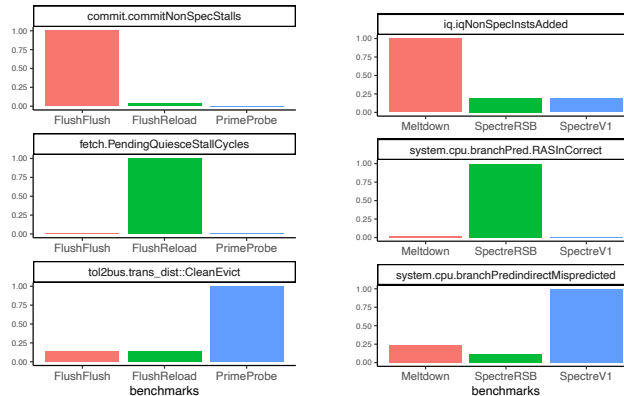 commit.commitNonSpecStalls
1.00
0.75
0.50
0.25
0.00
FlushFlush FlushReload PrimeProbe
fetch.PendingQuiesceStallCycles
1.00
0.75
0.50
0.25
0.00
FlushFlush FlushReload PrimeProbe
tol2bus.trans_dist::CleanEvict
1.00
0.75
0.50
0.25
0.00
FlushFlush FlushReload PrimeProbe
benchmarks
iq.iqNonSpecInstsAdded
1.00
0.75
0.50
0.25
0.00
Meltdown SpectreRSB SpectreV1
system.cpu.branchPred.RASInCorrect
1.00
0.75
0.50
0.25
0.00
Meltdown SpectreRSB SpectreV1
system.cpu.branchPredindirectMispredicted
1.00
0.75
0.50
0.25
0.00
Meltdown SpectreRSB SpectreV1
benchmarks